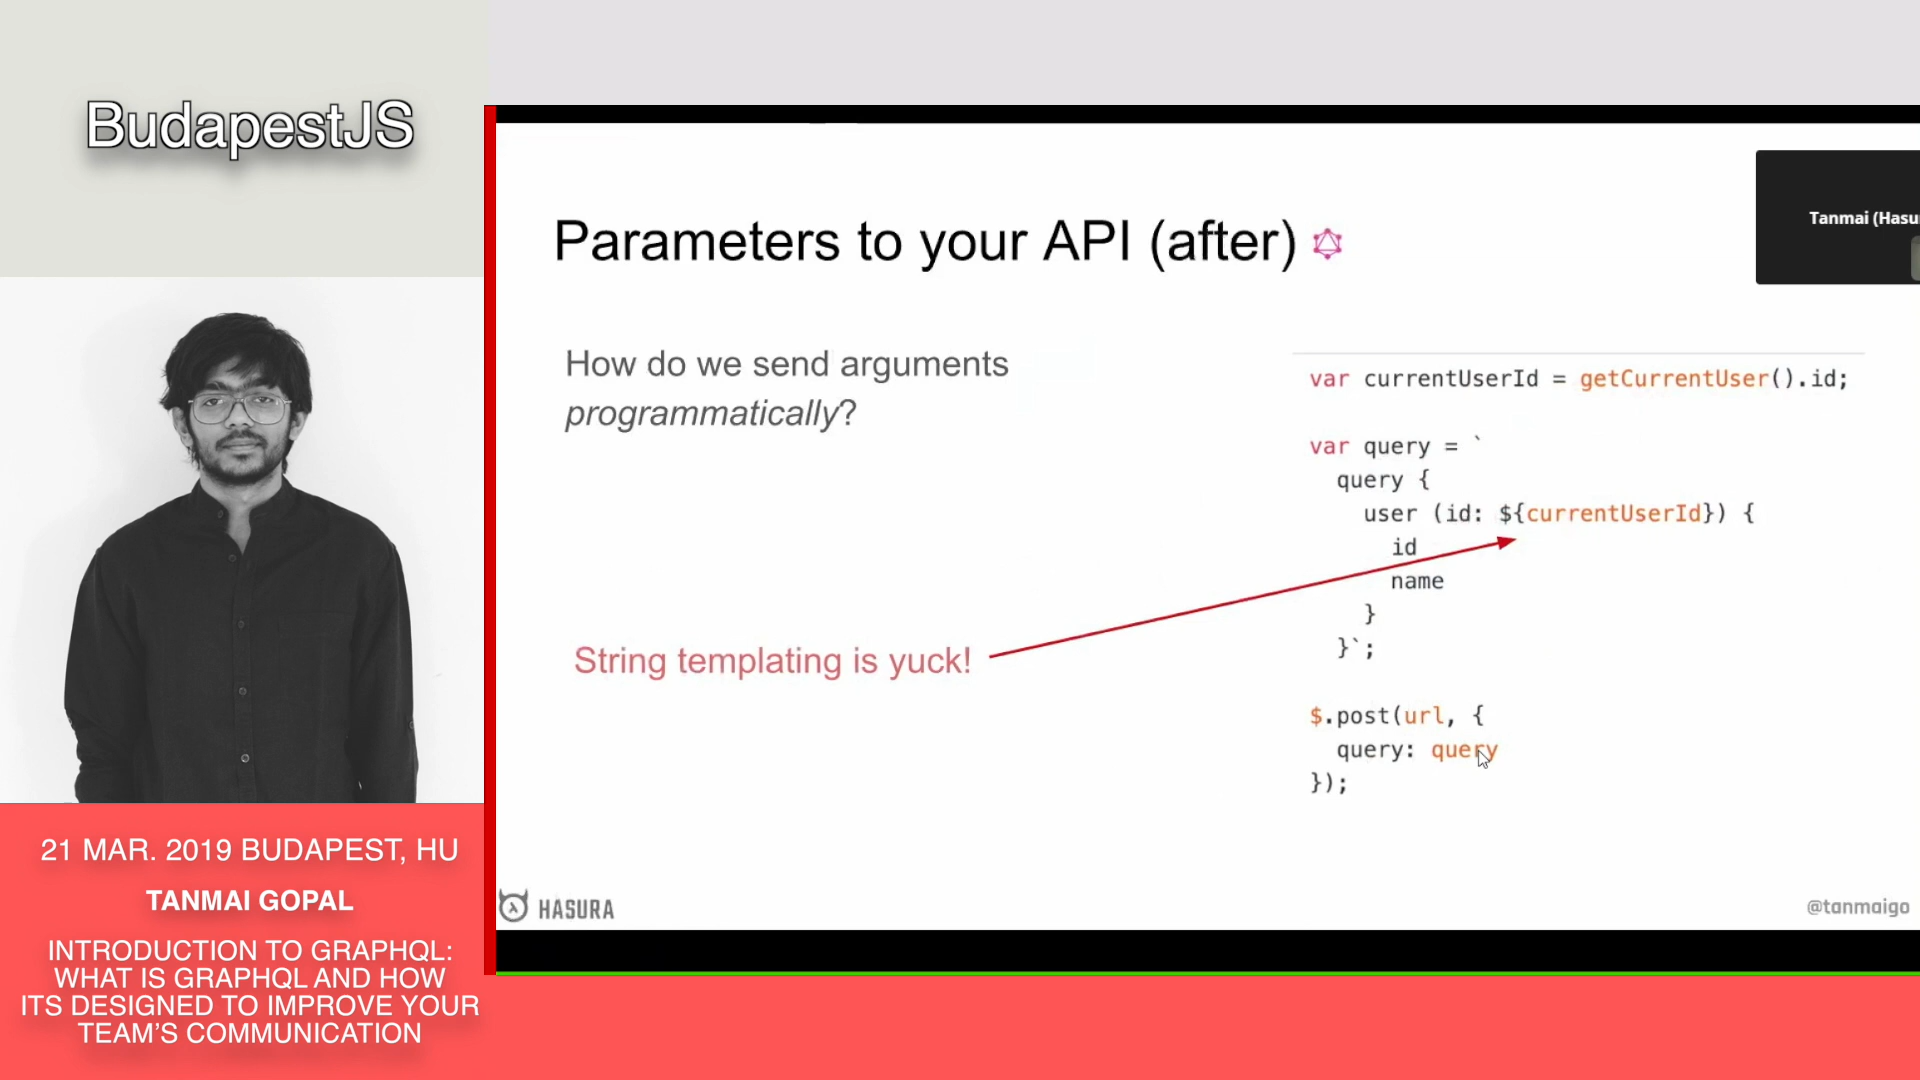 BudapestJS
21 MAR. 2019 BUDAPEST, HU
TANMAI GOPAL
INTRODUCTION TO GRAPHQL:
WHAT IS GRAPHQL AND HOW
ITS DESIGNED TO IMPROVE YOUR
TEAM'S COMMUNICATION
Parameters to your API (after)
Tanmai (Hasu
How do we send arguments
programmatically?
String templating is yuck!
var currentUserId = getCurrentUser().id;
var query = `
query {
user (id: ${currentUserId}) {
id
name
}
}`;
$.post(url, {
query: query
});
HASURA
@tanmaigo